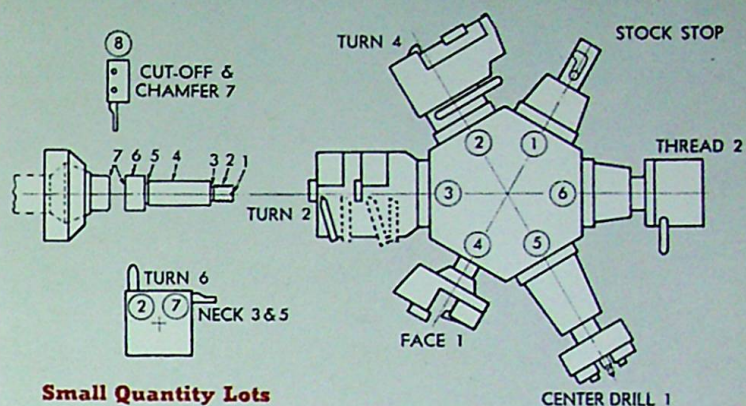 8
CUT-OFF &
CHAMFER 7
TURN 4
STOCK STOP
THREAD 2
7 6 5 4 3 2 1
TURN 2
1
2
3
4
5
6
TURN 6
2 7
NECK 3 & 5
FACE 1
CENTER DRILL 1
Small Quantity Lots